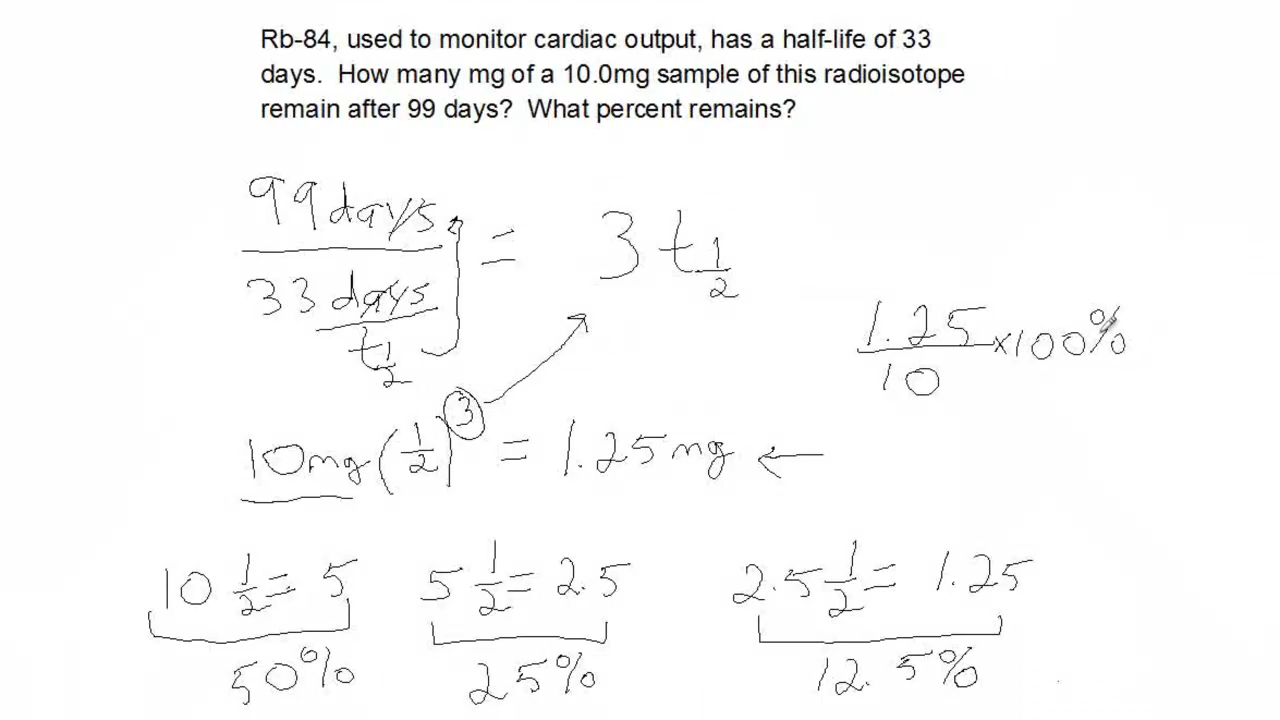 Rb-84, used to monitor cardiac output, has a half-life of 33
days. How many mg of a 10.0mg sample of this radioisotope
remain after 99 days? What percent remains?
99 days
33 days
t 1/2
= 3 t 1/2
1.25
10
×100%
10mg (1/2)^3 = 1.25mg ←
10 1/2 = 5
5 1/2 = 2.5
2.5 1/2 = 1.25
50%
25%
12.5%